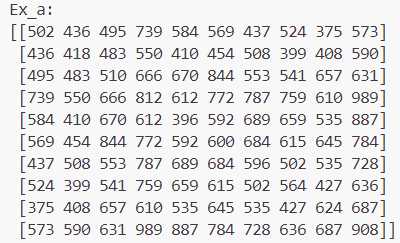 Ex_a:
[[502 436 495 739 584 569 437 524 375 573]
[436 418 483 550 410 454 508 399 408 590]
[495 483 510 666 670 844 553 541 657 631]
[739 550 666 812 612 772 787 759 610 989]
[584 410 670 612 396 592 689 659 535 887]
[569 454 844 772 592 600 684 615 645 784]
[437 508 553 787 689 684 596 502 535 728]
[524 399 541 759 659 615 502 564 427 636]
[375 408 657 610 535 645 535 427 624 687]
[573 590 631 989 887 784 728 636 687 908]]